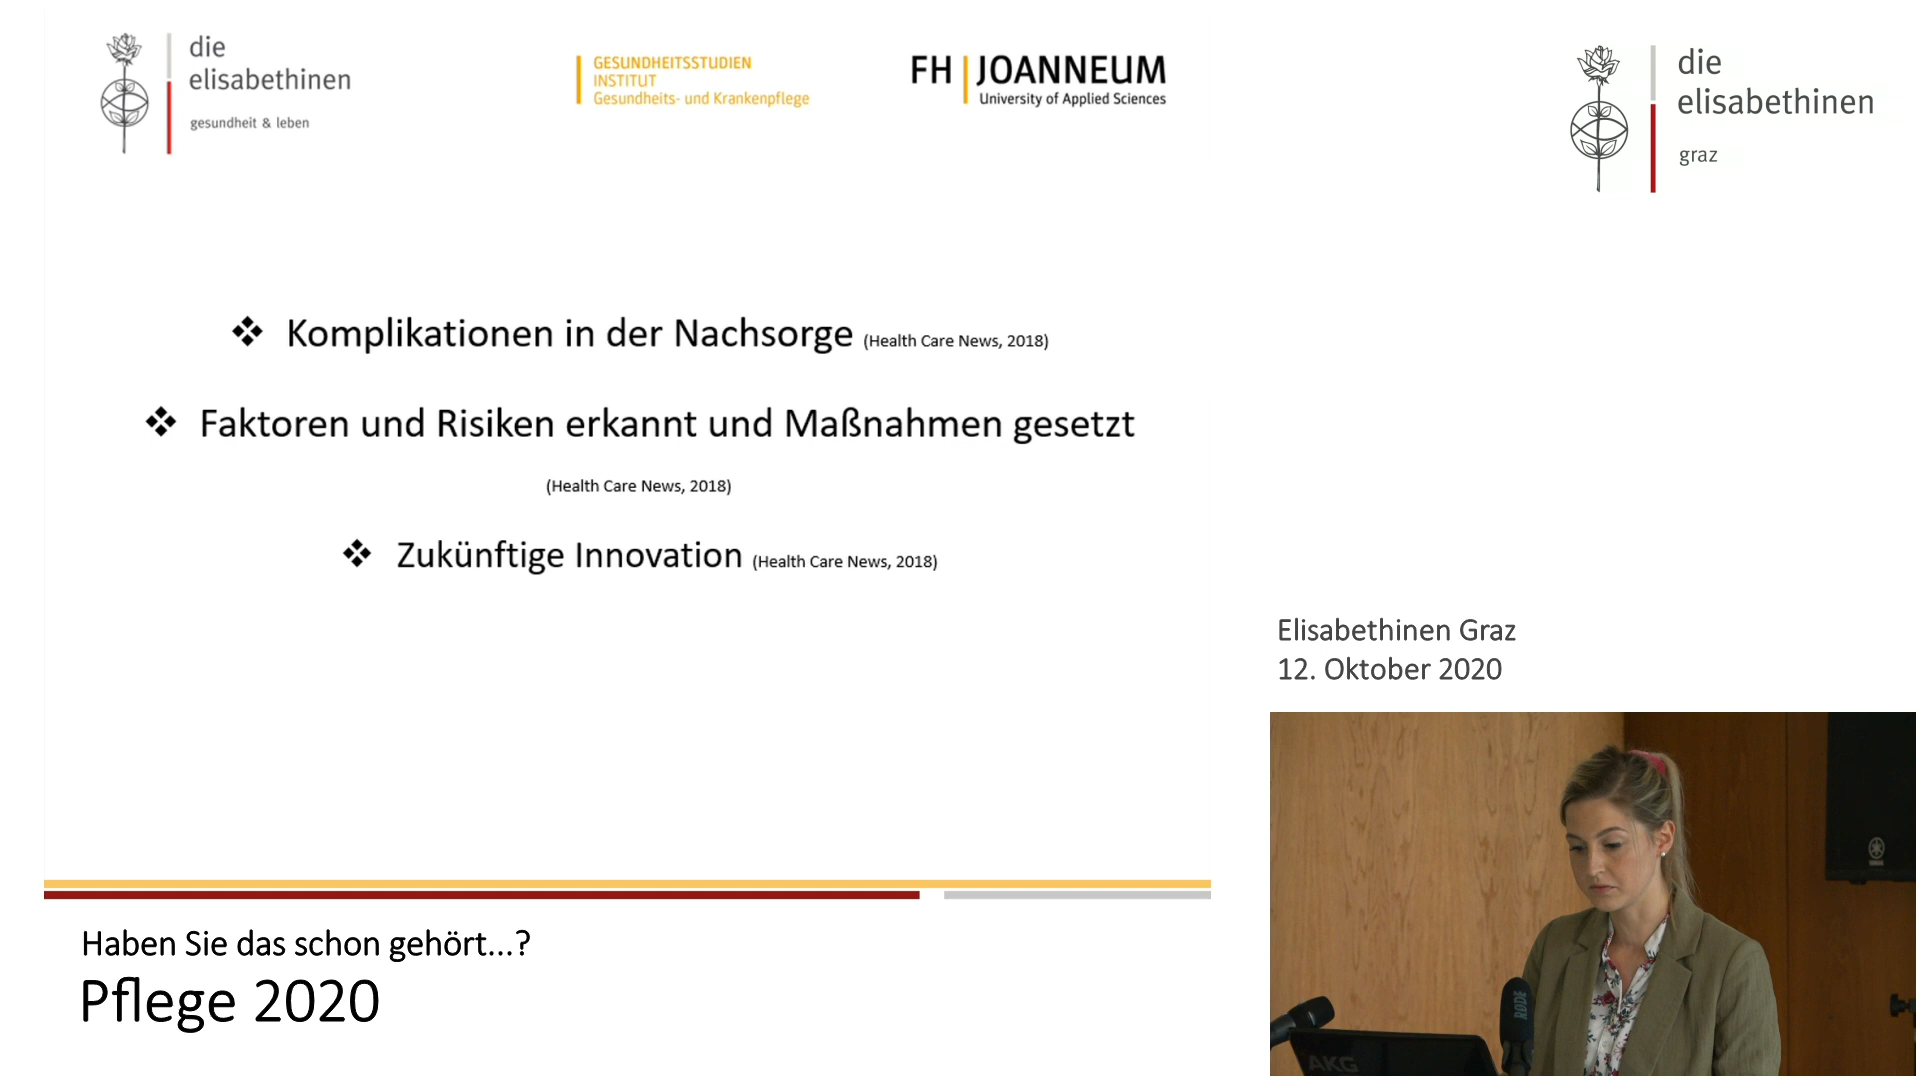 die
elisabethinen
gesundheit & leben
GESUNDHEITSSTUDIEN
INSTITUT
Gesundheits- und Krankenpflege
FH JOANNEUM
University of Applied Sciences
die
elisabethinen
graz
Komplikationen in der Nachsorge (Health Care News, 2018)
Faktoren und Risiken erkannt und Maßnahmen gesetzt
(Health Care News, 2018)
Zukünftige Innovation (Health Care News, 2018)
Elisabethinen Graz
12. Oktober 2020
Haben Sie das schon gehört...?
Pflege 2020
RØDE
AKG